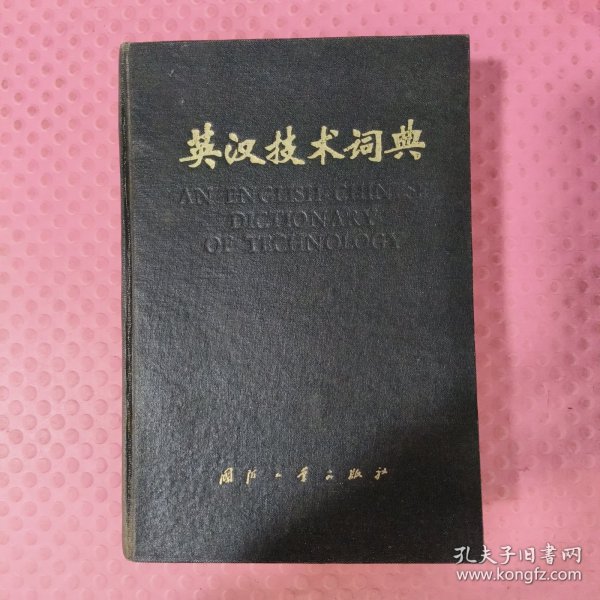 英汉技术词典
AN ENGLISH-CHINESE
DICTIONARY
OF TECHNOLOGY
国防工业出版社
孔夫子旧书网
www.kongfz.com